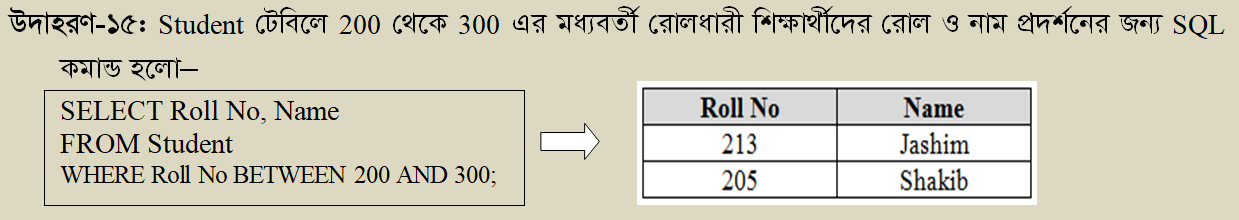 উদাহরণ-১৫: Student টেবিলে 200 থেকে 300 এর মধ্যবর্তী রোলধারী শিক্ষার্থীদের রোল ও নাম প্রদর্শনের জন্য SQL
কমান্ড হলো–
SELECT Roll No, Name
FROM Student
WHERE Roll No BETWEEN 200 AND 300;
Roll No Name
213 Jashim
205 Shakib